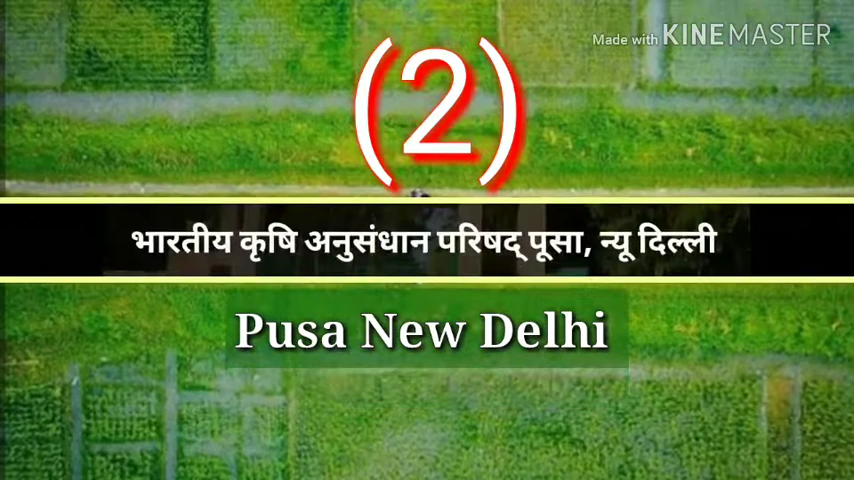 Made with KINEMASTER
(2)
भारतीय कृषि अनुसंधान परिषद् पूसा, न्यू दिल्ली
Pusa New Delhi